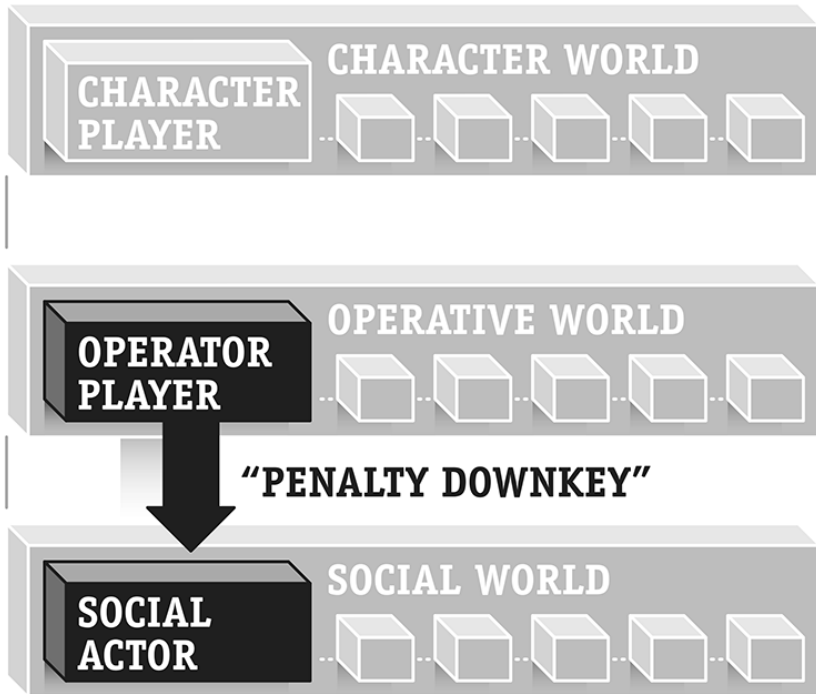 CHARACTER WORLD
CHARACTER
PLAYER
OPERATIVE WORLD
OPERATOR
PLAYER
“PENALTY DOWNKEY”
SOCIAL WORLD
SOCIAL
ACTOR